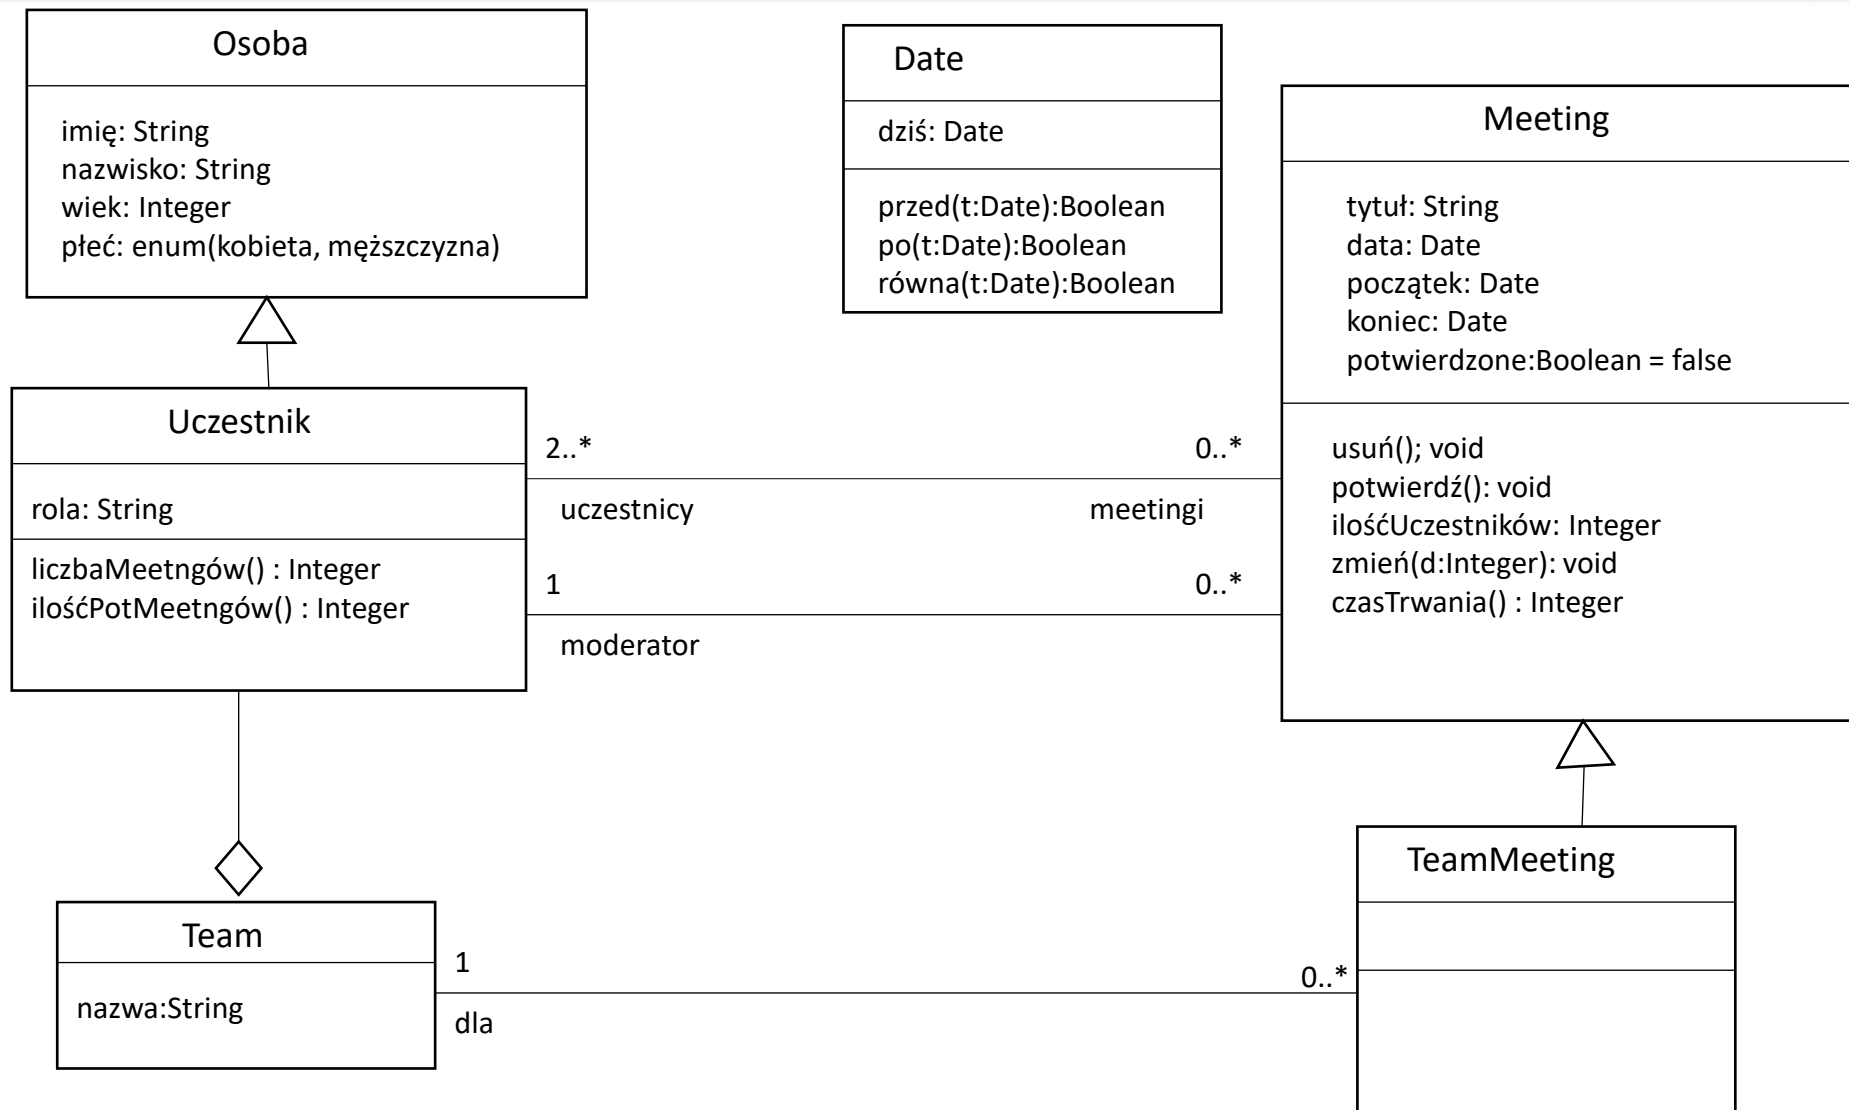 Osoba
imię: String
nazwisko: String
wiek: Integer
płeć: enum(kobieta, męższczyzna)
Date
dziś: Date
przed(t:Date):Boolean
po(t:Date):Boolean
równa(t:Date):Boolean
Meeting
tytuł: String
data: Date
początek: Date
koniec: Date
potwierdzone:Boolean = false
usuń(); void
potwierdź(): void
ilośćUczestników: Integer
zmień(d:Integer): void
czasTrwania() : Integer
Uczestnik
rola: String
liczbaMeetngów() : Integer
ilośćPotMeetngów() : Integer
2..*
0..*
uczestnicy
meetingi
1
0..*
moderator
Team
nazwa:String
1
0..*
dla
TeamMeeting